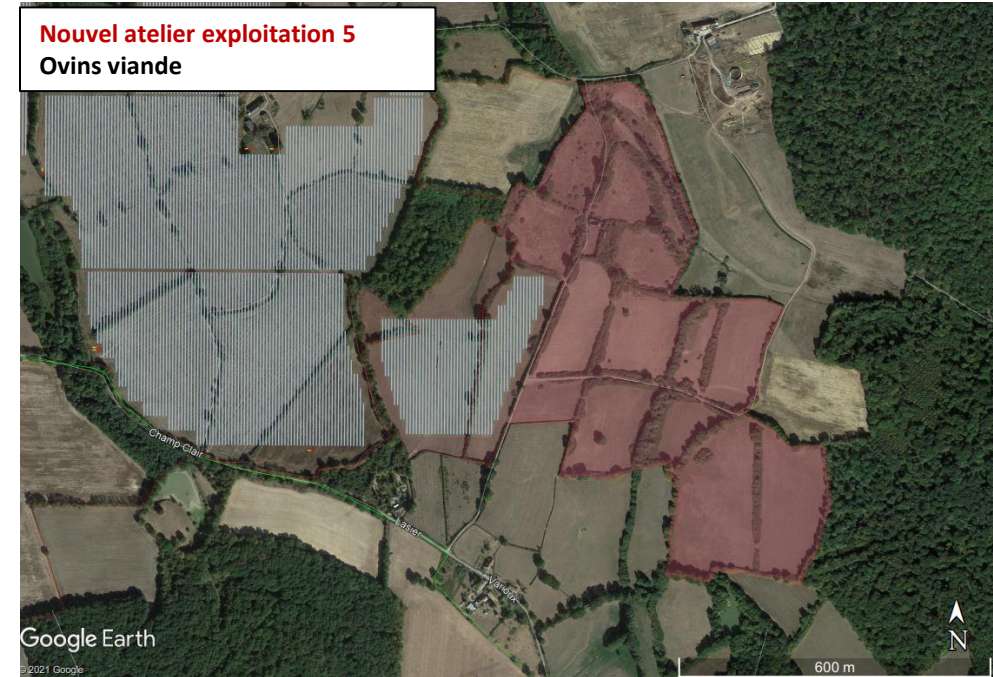 Nouvel atelier exploitation 5
Ovins viande
Champ Clair
Lasier
Varioux
Google Earth
© 2021 Google
N
600 m